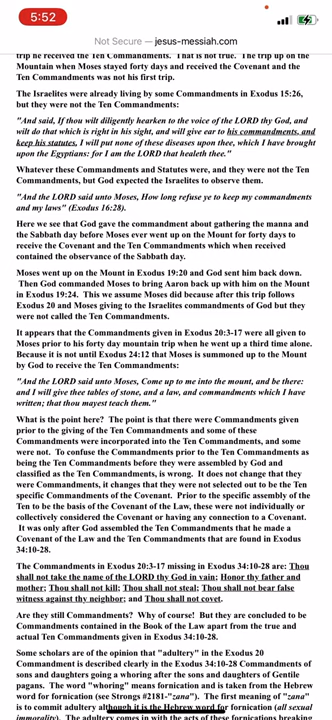 5:52
Not Secure — jesus-messiah.com
trip he received the Ten Commandments. That is not true. The trip up on the
Mountain when Moses stayed forty days and received the Covenant and the
Ten Commandments was not his first trip.
The Israelites were already living by some Commandments in Exodus 15:26,
but they were not the Ten Commandments:
"And said, If thou wilt diligently hearken to the voice of the LORD thy God, and
wilt do that which is right in his sight, and will give ear to his commandments, and
keep his statutes, I will put none of these diseases upon thee, which I have brought
upon the Egyptians: for I am the LORD that healeth thee."
Whatever these Commandments and Statutes were, and they were not the Ten
Commandments, but God expected the Israelites to observe them.
"And the LORD said unto Moses, How long refuse ye to keep my commandments
and my laws" (Exodus 16:28).
Here we see that God gave the commandment about gathering the manna and
the Sabbath day before Moses ever went up on the Mount for forty days to
receive the Covenant and the Ten Commandments which when received
contained the observance of the Sabbath day.
Moses went up on the Mount in Exodus 19:20 and God sent him back down.
Then God commanded Moses to bring Aaron back up with him on the Mount
in Exodus 19:24. This we assume Moses did because after this trip follows
Exodus 20 and Moses giving to the Israelites commands of God but they
were not called the Ten Commandments.
It appears that the Commandments given in Exodus 20:3-17 were all given to
Moses prior to his forty day mountain trip when he went up a third time alone.
Because it is not until Exodus 24:12 that Moses is summoned up to the Mount
by God to receive the Ten Commandments:
"And the LORD said unto Moses, Come up to me into the mount, and be there:
and I will give thee tables of stone, and a law, and commandments which I have
written; that thou mayest teach them."
What is the point here? The point is that there were Commandments given
prior to the giving of the Ten Commandments and some of these
Commandments were incorporated into the Ten Commandments, and some
were not. To confuse the Commandments prior to the Ten Commandments as
being the Ten Commandments before they were assembled by God and
classified as the Ten Commandments, is wrong. It does not change that they
were Commandments, it changes that they were not selected out to be the Ten
specific Commandments of the Covenant. Prior to the specific assembly of the
Ten to be the basis of the Covenant of the Law, these were not individually or
collectively considered the Covenant or having any connection to a Covenant.
It was only after God assembled the Ten Commandments that he made a
Covenant of the Law and the Ten Commandments that are found in Exodus
34:10-28.
The Commandments in Exodus 20:3-17 missing in Exodus 34:10-28 are: Thou
shall not take the name of the LORD thy God in vain; Honor thy father and
mother; Thou shall not kill; Thou shall not steal; Thou shall not bear false
witness against thy neighbor; and Thou shall not covet.
Are they still Commandments? Why of course! But they are concluded to be
Commandments contained in the Book of the Law apart from the true and
actual Ten Commandments given in Exodus 34:10-28.
Some scholars are of the opinion that "adultery" in the Exodus 20
Commandment is described clearly in the Exodus 34:10-28 Commandments of
sons and daughters going a whoring after the sons and daughters of Gentile
pagans. The word "whoring" means fornication and is taken from the Hebrew
word for fornication (see Strongs #2181-"zana"). The first meaning of "zana"
is to commit adultery although it is the Hebrew word for fornication (all sexual
immorality). The adultery comes in with the acts of these fornications breaking